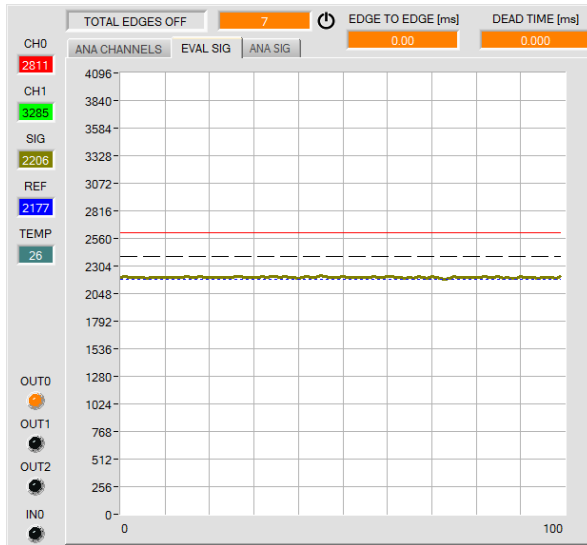 TOTAL EDGES OFF 7 EDGE TO EDGE [ms] DEAD TIME [ms]
0.00 0.000
ANA CHANNELS EVAL SIG ANA SIG
CH0
2811
CH1
3285
SIG
2206
REF
2177
TEMP
26
OUT0
OUT1
OUT2
IN0
4096
3840
3584
3328
3072
2816
2560
2304
2048
1792
1536
1280
1024
768
512
256
0
0 100